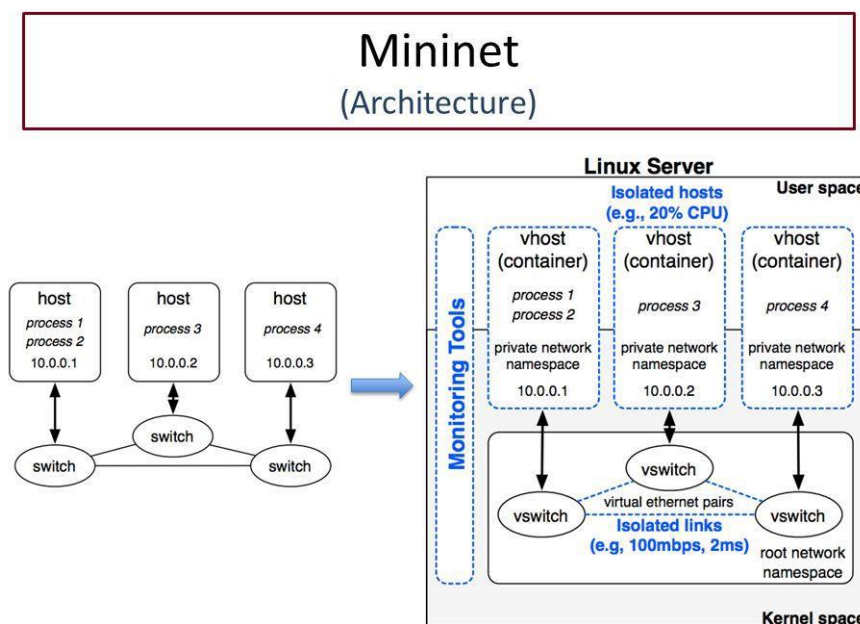 Mininet
(Architecture)
host
process 1
process 2
10.0.0.1
host
process 3
10.0.0.2
host
process 4
10.0.0.3
switch
switch
switch
Linux Server
User space
Isolated hosts
(e.g., 20% CPU)
Monitoring Tools
vhost
(container)
process 1
process 2
private network
namespace
10.0.0.1
vhost
(container)
process 3
private network
namespace
10.0.0.2
vhost
(container)
process 4
private network
namespace
10.0.0.3
vswitch
virtual ethernet pairs
vswitch
vswitch
Isolated links
(e.g, 100mbps, 2ms)
root network
namespace
Kernel space